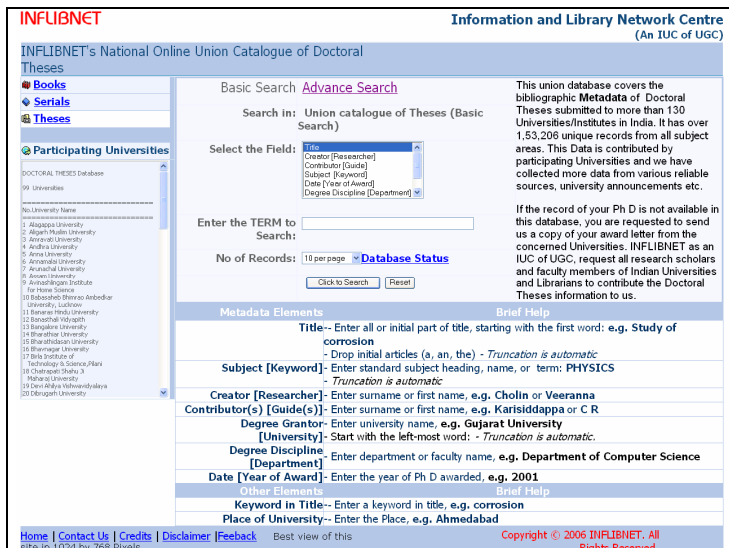 INFLIBNET
Information and Library Network Centre
(An IUC of UGC)
INFLIBNET's National Online Union Catalogue of Doctoral
Theses
Books
Serials
Theses
Participating Universities
DOCTORAL THESES Database
99 Universities
================================
No.University Name
================================
1 Alagappa University
2 Aligarh Muslim University
3 Amravati University
4 Andhra University
5 Anna University
6 Annamalai University
7 Arunachal University
8 Assam University
9 Avinashlingam Institute
for Home Science
10 Babasaheb Bhimrao Ambedkar
University, Lucknow
11 Banaras Hindu University
12 Banasthali Vidyapith
13 Bangalore University
14 Bharathiar University
15 Bharathidasan University
16 Bhavnagar University
17 Birla Institute of
Technology & Science,Pilani
18 Chatrapati Shahu Ji
Maharaj University
19 Devi Ahilya Vishwavidyalaya
20 Dibrugarh University
Basic Search Advance Search
Search in: Union catalogue of Theses (Basic
Search)
Select the Field:
Title
Creator [Researcher]
Contributor [Guide]
Subject [Keyword]
Date [Year of Award]
Degree Discipline [Department]
Enter the TERM to
Search:
No of Records: 10 per page Database Status
Click to Search Reset
This union database covers the
bibliographic Metadata of Doctoral
Theses submitted to more than 130
Universities/Institutes in India. It has over
1,53,206 unique records from all subject
areas. This Data is contributed by
participating Universities and we have
collected more data from various reliable
sources, university announcements etc.
If the record of your Ph D is not available in
this database, you are requested to send
us a copy of your award letter from the
concerned Universities. INFLIBNET as an
IUC of UGC, request all research scholars
and faculty members of Indian Universities
and Librarians to contribute the Doctoral
Theses information to us.
Metadata Elements Brief Help
Title-- Enter all or initial part of title, starting with the first word: e.g. Study of
corrosion
- Drop initial articles (a, an, the) - Truncation is automatic
Subject [Keyword]- Enter standard subject heading, name, or term: PHYSICS
- Truncation is automatic
Creator [Researcher]- Enter surname or first name, e.g. Cholin or Veeranna
Contributor(s) [Guide(s)]- Enter surname or first name, e.g. Karisiddappa or C R
Degree Grantor- Enter university name, e.g. Gujarat University
[University]- Start with the left-most word: - Truncation is automatic.
Degree Discipline
[Department]- Enter department or faculty name, e.g. Department of Computer Science
Date [Year of Award]- Enter the year of Ph D awarded, e.g. 2001
Other Elements Brief Help
Keyword in Title-- Enter a keyword in title, e.g. corrosion
Place of University-- Enter the Place, e.g. Ahmedabad
Home | Contact Us | Credits | Disclaimer |Feeback Best view of this
site in 1024 by 768 Pixels
Copyright © 2006 INFLIBNET. All
Rights Reserved